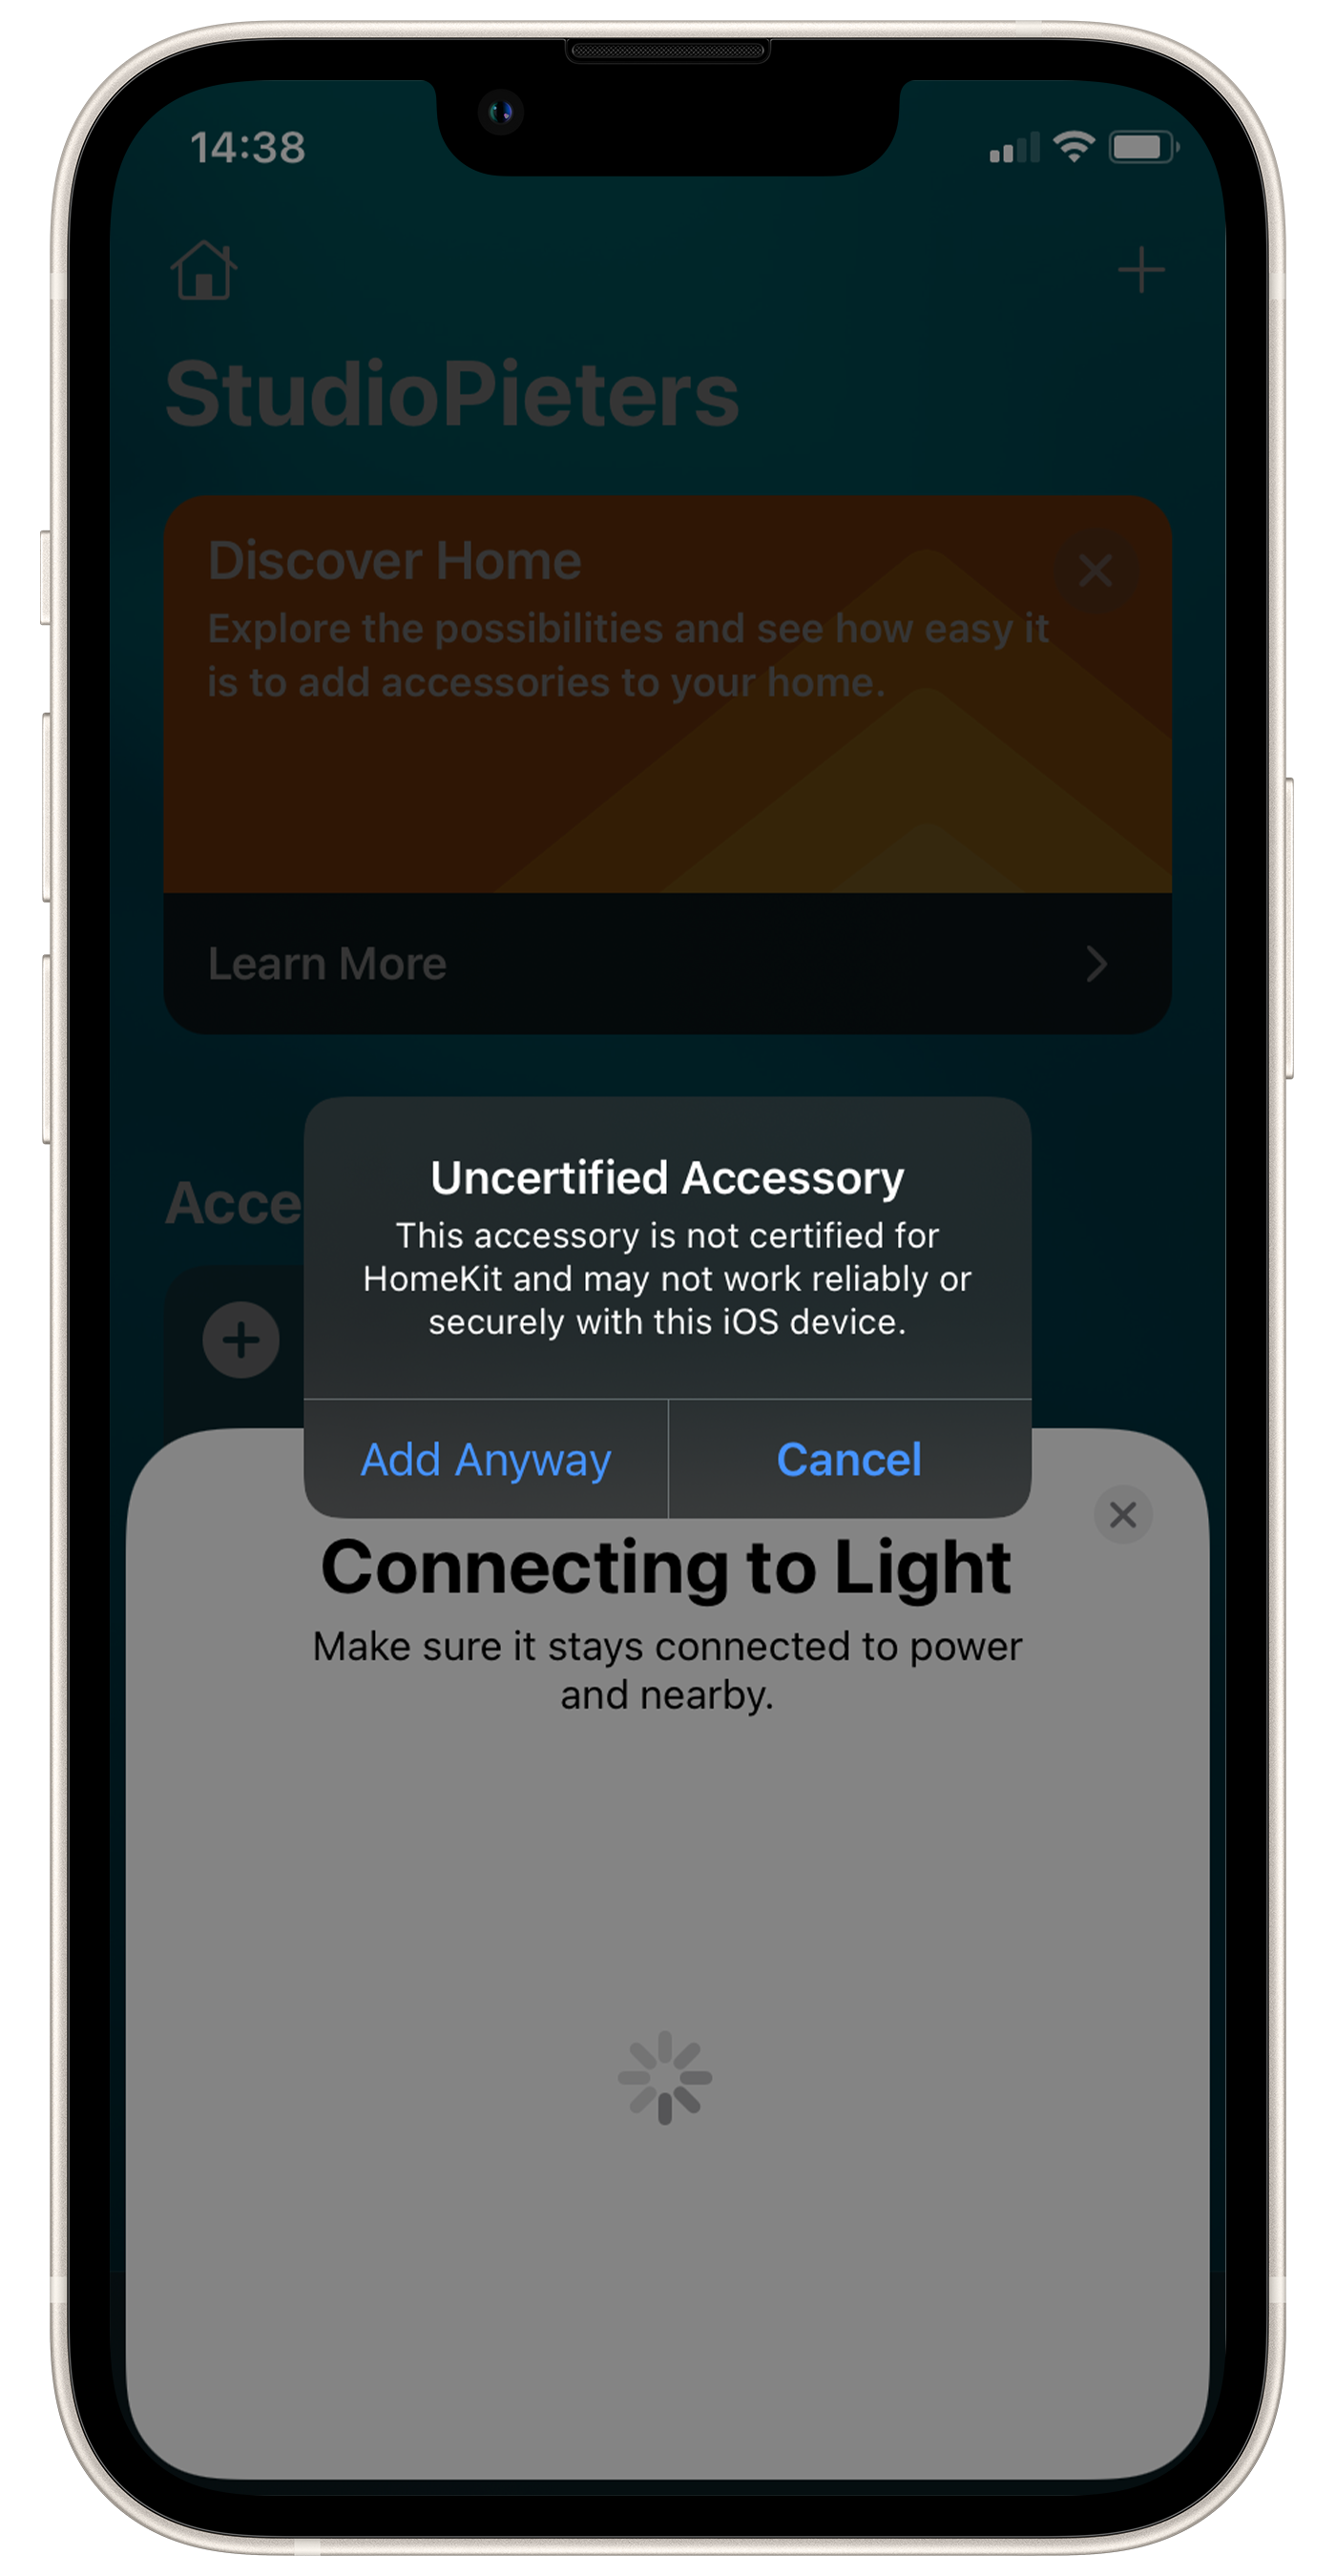 14:38
StudioPieters
Discover Home
Explore the possibilities and see how easy it
is to add accessories to your home.
Learn More
Acce
Uncertified Accessory
This accessory is not certified for
HomeKit and may not work reliably or
securely with this iOS device.
Add Anyway
Cancel
Connecting to Light
Make sure it stays connected to power
and nearby.